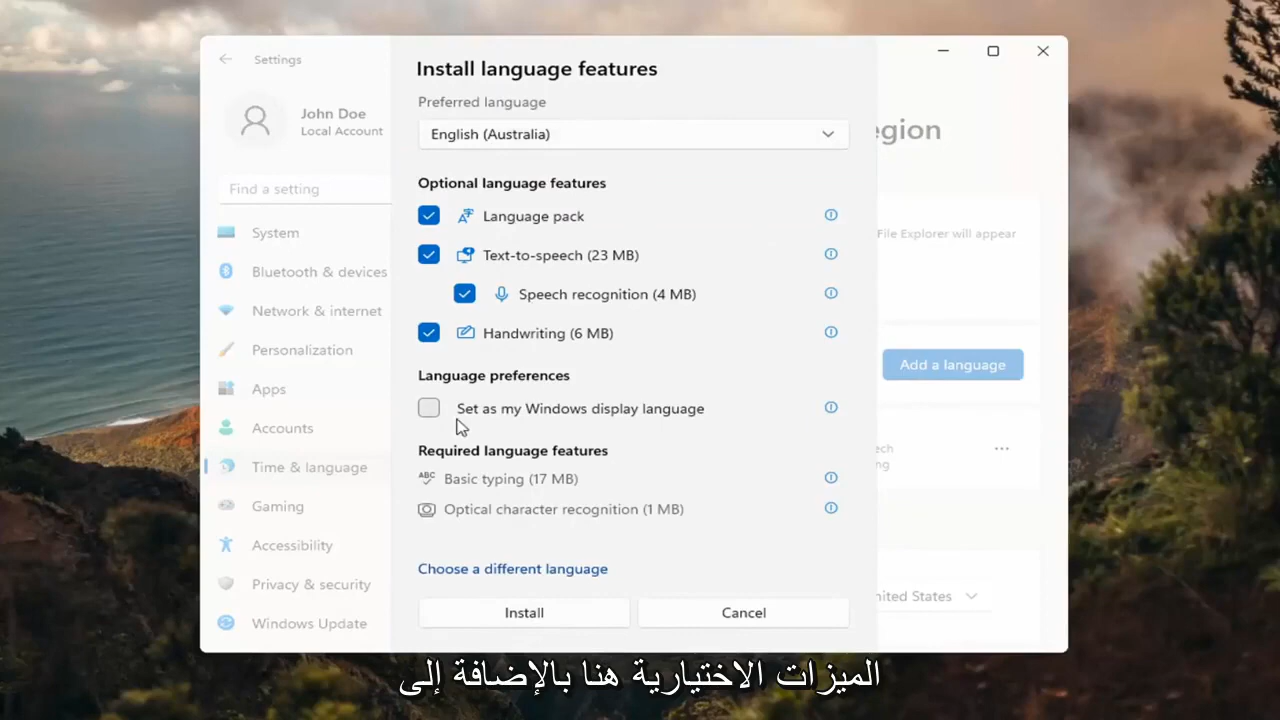 Settings
John Doe
Local Account
Find a setting
System
Bluetooth & devices
Network & internet
Personalization
Apps
Accounts
Time & language
Gaming
Accessibility
Privacy & security
Windows Update
Install language features
Preferred language
English (Australia)
Optional language features
Language pack
Text-to-speech (23 MB)
Speech recognition (4 MB)
Handwriting (6 MB)
Language preferences
Set as my Windows display language
Required language features
ABC
Basic typing (17 MB)
Optical character recognition (1 MB)
Choose a different language
Install
Cancel
egion
File Explorer will appear
Add a language
ech
ng
nited States
الميزات الاختيارية هنا بالإضافة إلى